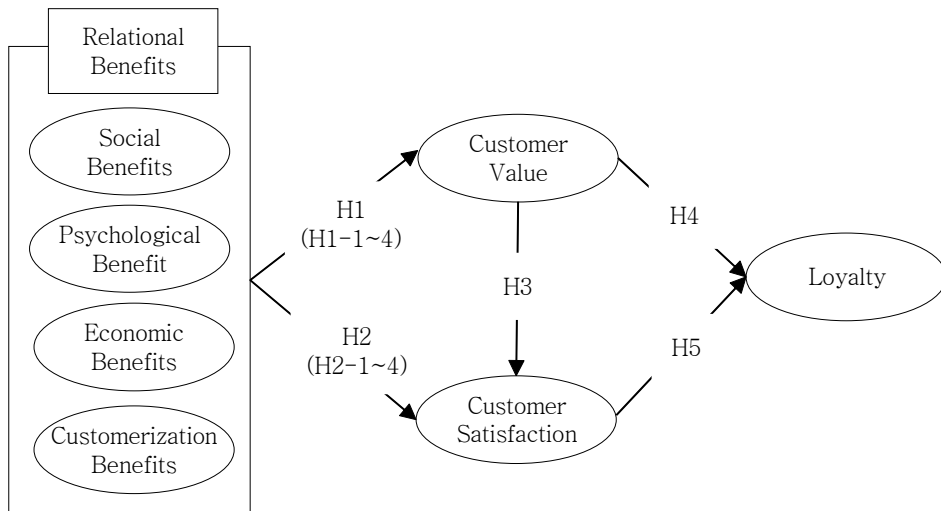 Relational
Benefits
Social
Benefits
Psychological
Benefit
Economic
Benefits
Customerization
Benefits
H1
(H1-1~4)
H2
(H2-1~4)
Customer
Value
H3
Customer
Satisfaction
H4
H5
Loyalty